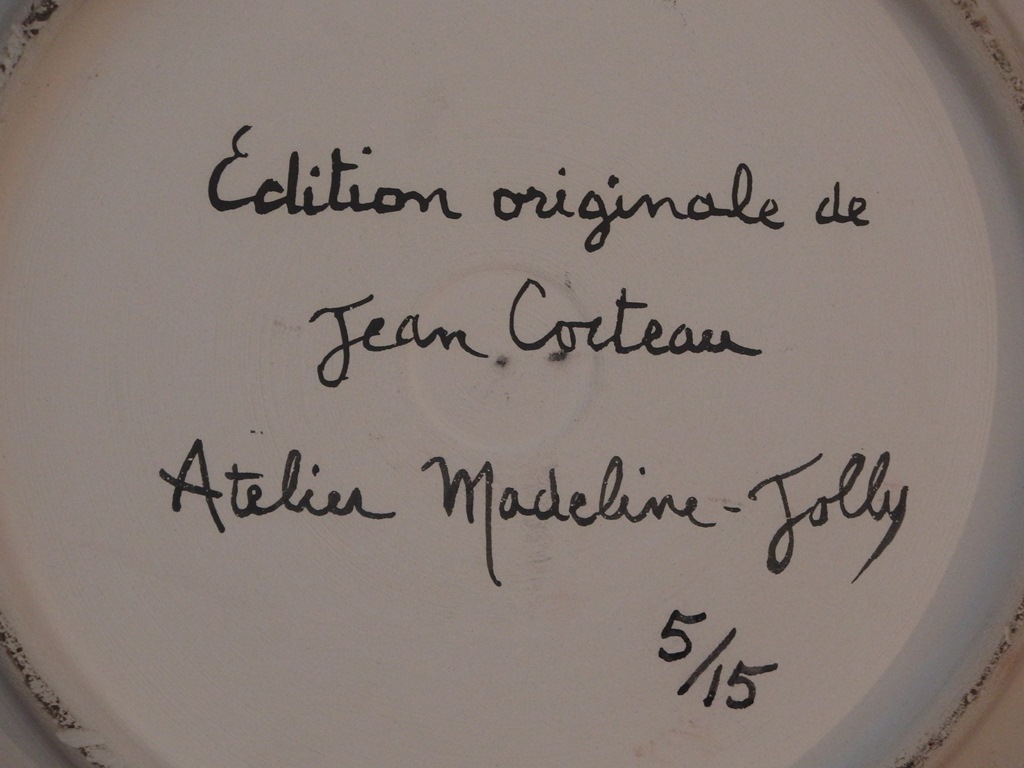 Édition originale de
Jean Cocteau
Atelier Madeline-Jolly
5/15